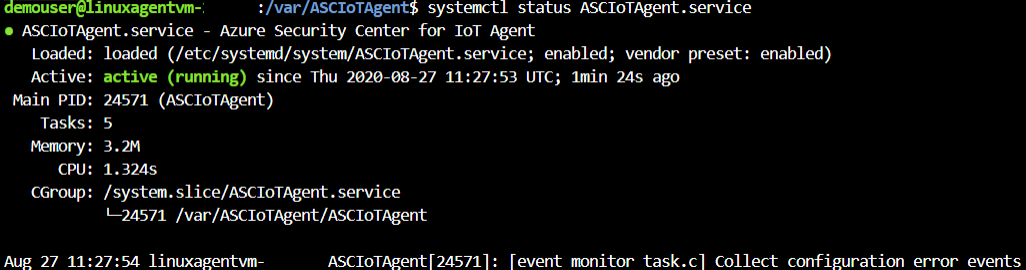 demouser@linuxagentvm- :/var/ASCIoTAgent$ systemctl status ASCIoTAgent.service
● ASCIoTAgent.service - Azure Security Center for IoT Agent
Loaded: loaded (/etc/systemd/system/ASCIoTAgent.service; enabled; vendor preset: enabled)
Active: active (running) since Thu 2020-08-27 11:27:53 UTC; 1min 24s ago
Main PID: 24571 (ASCIoTAgent)
Tasks: 5
Memory: 3.2M
CPU: 1.324s
CGroup: /system.slice/ASCIoTAgent.service
└─24571 /var/ASCIoTAgent/ASCIoTAgent
Aug 27 11:27:54 linuxagentvm- ASCIoTAgent[24571]: [event_monitor_task.c] Collect configuration error events